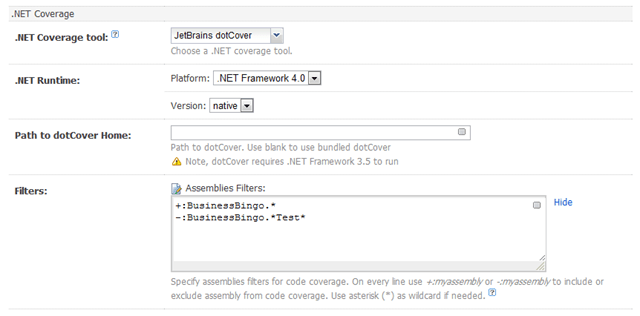 .NET Coverage
.NET Coverage tool: ?
JetBrains dotCover
Choose a .NET coverage tool.
.NET Runtime:
Platform: .NET Framework 4.0
Version: native
Path to dotCover Home:
Path to dotCover. Use blank to use bundled dotCover
Note, dotCover requires .NET Framework 3.5 to run
Filters:
Assemblies Filters:
+:BusinessBingo.*
-:BusinessBingo.*Test*
Hide
Specify assemblies filters for code coverage. On every line use +:myassembly or -:myassembly to include or
exclude assembly from code coverage. Use asterisk (*) as wildcard if needed. ?